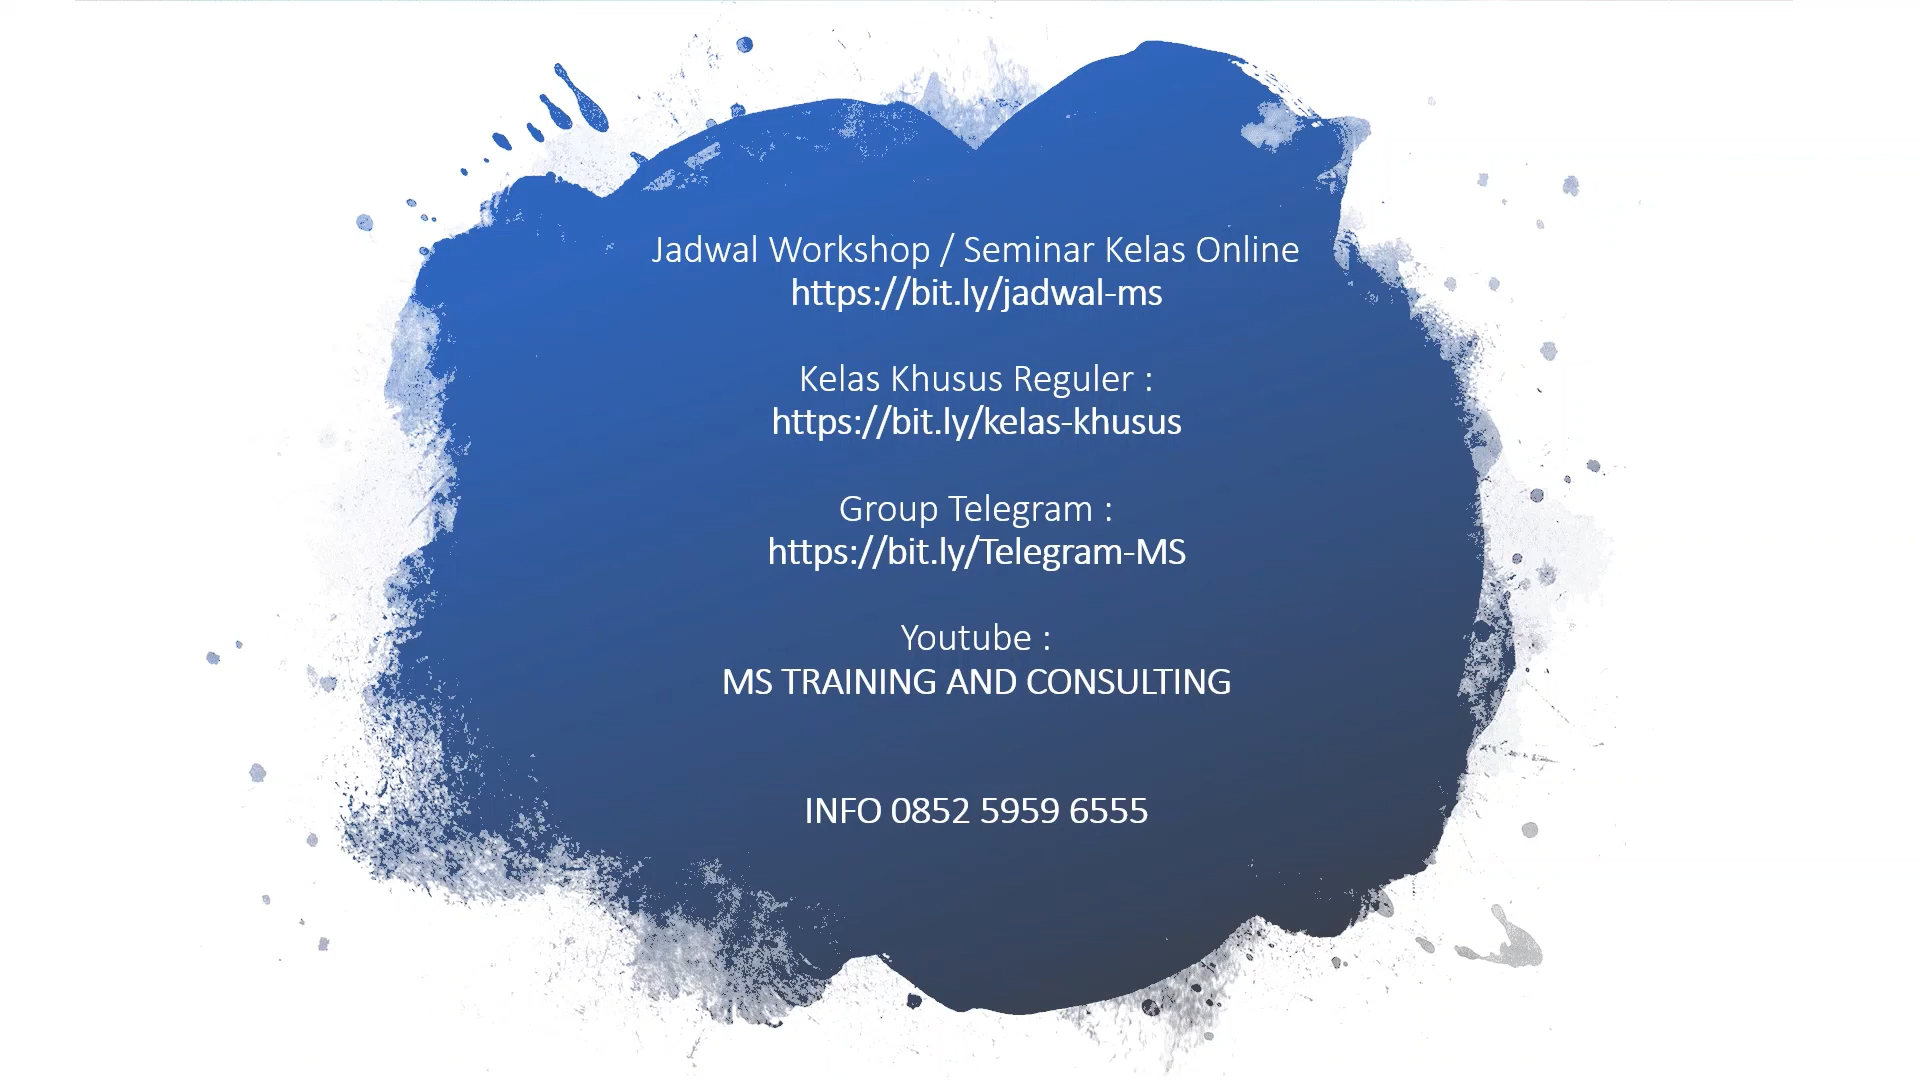 Jadwal Workshop / Seminar Kelas Online
https://bit.ly/jadwal-ms
Kelas Khusus Reguler :
https://bit.ly/kelas-khusus
Group Telegram :
https://bit.ly/Telegram-MS
Youtube :
MS TRAINING AND CONSULTING
INFO 0852 5959 6555